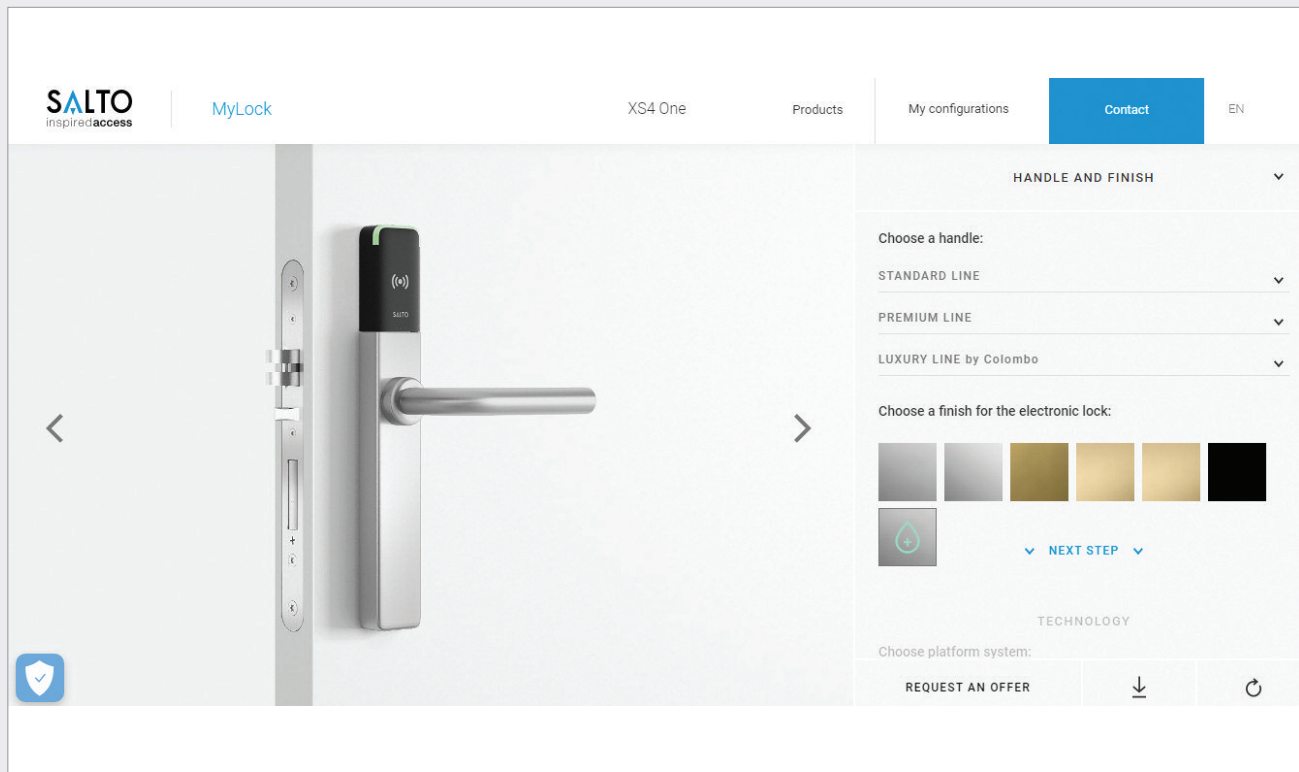 SALTO
inspiredaccess
MyLock
XS4 One
Products
My configurations
Contact
EN
SALTO
HANDLE AND FINISH
Choose a handle:
STANDARD LINE
PREMIUM LINE
LUXURY LINE by Colombo
Choose a finish for the electronic lock:
NEXT STEP
TECHNOLOGY
Choose platform system:
REQUEST AN OFFER